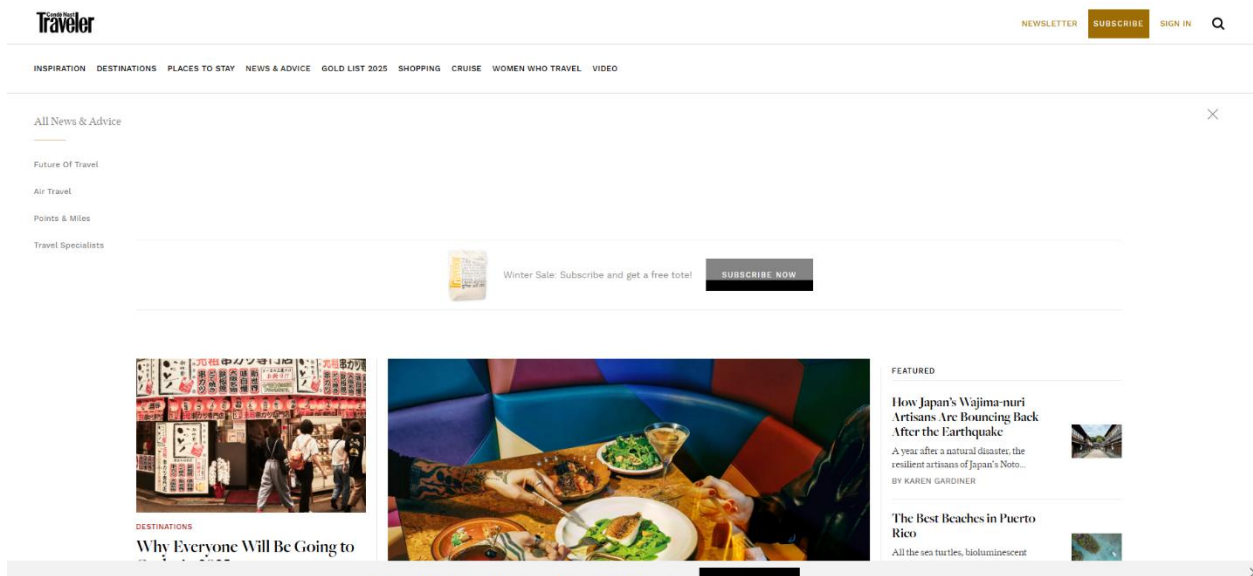 Condé Nast
Traveler
NEWSLETTER SUBSCRIBE SIGN IN
INSPIRATION DESTINATIONS PLACES TO STAY NEWS & ADVICE GOLD LIST 2025 SHOPPING CRUISE WOMEN WHO TRAVEL VIDEO
All News & Advice
Future Of Travel
Air Travel
Points & Miles
Travel Specialists
Traveler
Winter Sale: Subscribe and get a free tote!
SUBSCRIBE NOW
DESTINATIONS
Why Everyone Will Be Going to
FEATURED
How Japan's Wajima-nuri
Artisans Are Bouncing Back
After the Earthquake
A year after a natural disaster, the
resilient artisans of Japan's Noto...
BY KAREN GARDINER
The Best Beaches in Puerto
Rico
All the sea turtles, bioluminescent